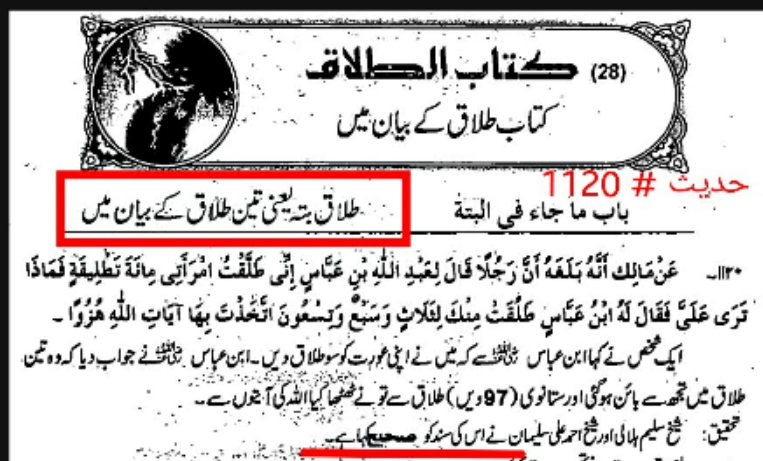 (28) کتاب الطلاق
کتاب طلاق کے بیان میں
حدیث # 1120
باب ما جاء فی البتة طلاق بتہ یعنی تین طلاق کے بیان میں
۱۱۲۰۔ عَنْ مَالِك أَنَّهُ بَلَغَهُ أَنَّ رَجُلًا قَالَ لِعَبْدِ اللَّهِ بْنِ عَبَّاسٍ إِنِّى طَلَّقْتُ امْرَأَتِى مِائَةَ تَطْلِيقَةٍ فَمَاذَا
تَرَى عَلَىَّ فَقَالَ لَهُ ابْنُ عَبَّاسٍ طَلُقَتْ مِنْكَ لِثَلَاثٍ وَسَبْعٌ وَتِسْعُونَ اتَّخَذْتَ بِهَا آيَاتِ اللَّهِ هُزُوًا ۔
ایک شخص نے کہا ابن عباس رضی اللہ عنہ سے کہ میں نے اپنی عورت کو سو طلاق دیں۔ ابن عباس رضی اللہ عنہ نے جواب دیا کہ وہ تین
طلاق میں تجھ سے بائن ہوگئی اور ستانوی (97 ویں) طلاق سے تو نے ٹھٹھا کیا اللہ کی آیتوں سے۔
تحقیق: شیخ سلیم ہلالی اور شیخ احمد علی سلیمان نے اس کی سند کو صحیح کہا ہے۔